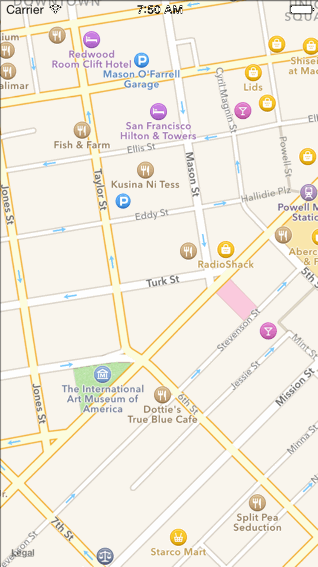 Carrier 7:50 AM
Redwood
Room Clift Hotel
Mason O'Farrell
Garage
Lids
Cyril Magnin St
San Francisco
Hilton & Towers
Fish & Farm
Ellis St
Mason St
Powell St
Kusina Ni Tess
Taylor St
Jones St
Hallidie Plz
Eddy St
RadioShack
Turk St
Stevenson St
The International
Art Museum of
America
Jessie St
Mint St
Mission St
Jones St
Dottie's
True Blue Cafe
6th St
Minna St
Split Pea
Seduction
7th St
Starco Mart
Legal